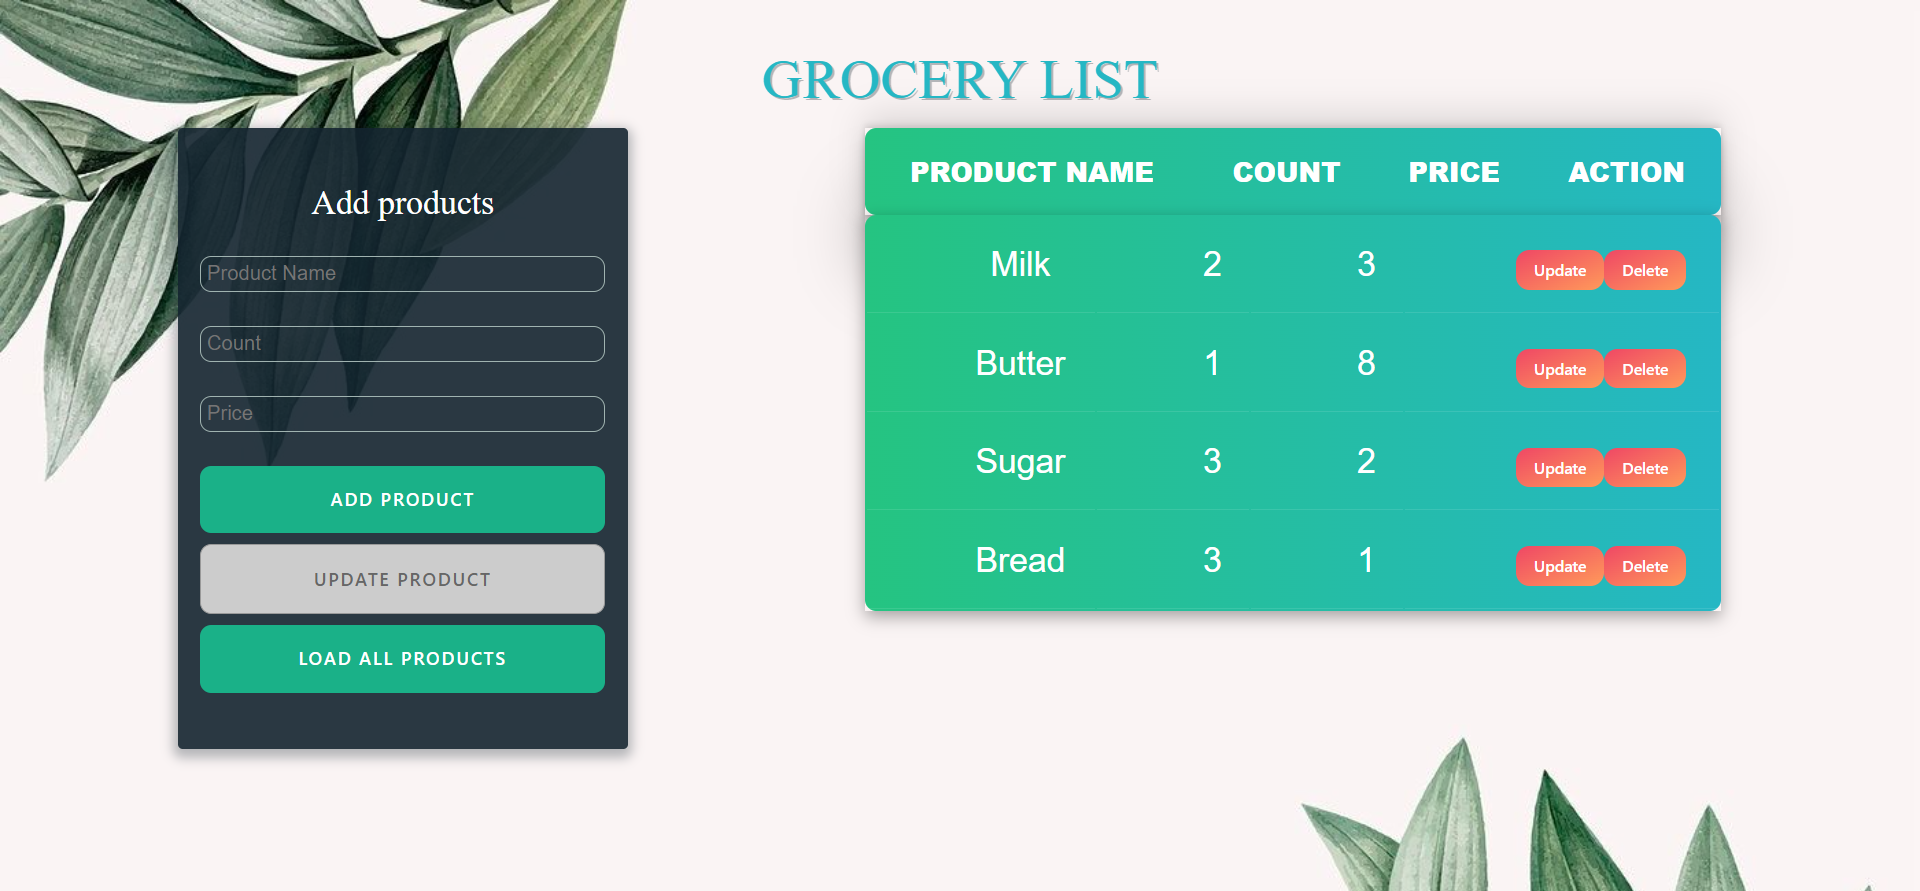 GROCERY LIST
Add products
Product Name
Count
Price
ADD PRODUCT
UPDATE PRODUCT
LOAD ALL PRODUCTS
PRODUCT NAME COUNT PRICE ACTION
Milk 2 3 Update Delete
Butter 1 8 Update Delete
Sugar 3 2 Update Delete
Bread 3 1 Update Delete